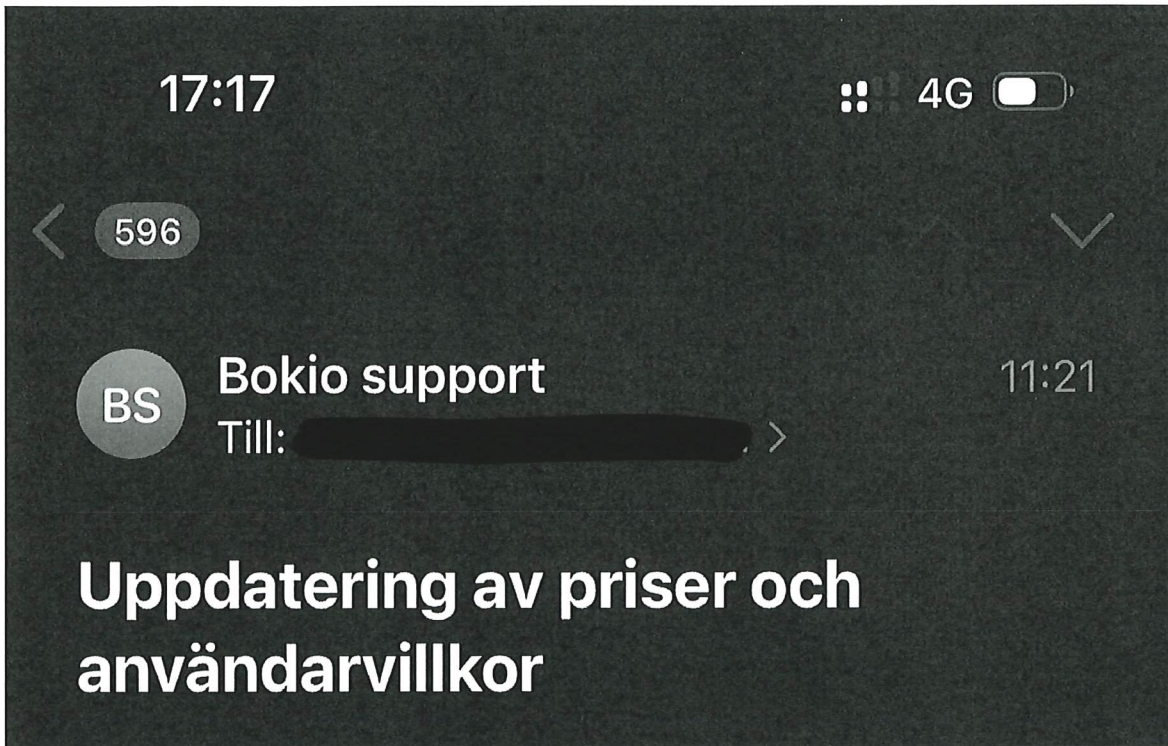 17:17
4G
596
BS
Bokio support
11:21
Till:
Uppdatering av priser och
användarvillkor